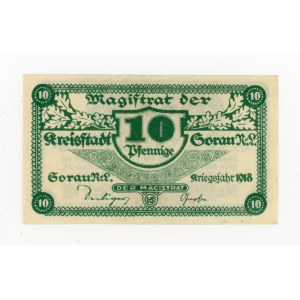 10 10
Magistrat der
Kreisstadt 10 Sorau N.L.
Pfennige
Sorau N.L. Kriegsjahr 1918
DER MAGISTRAT
10 10